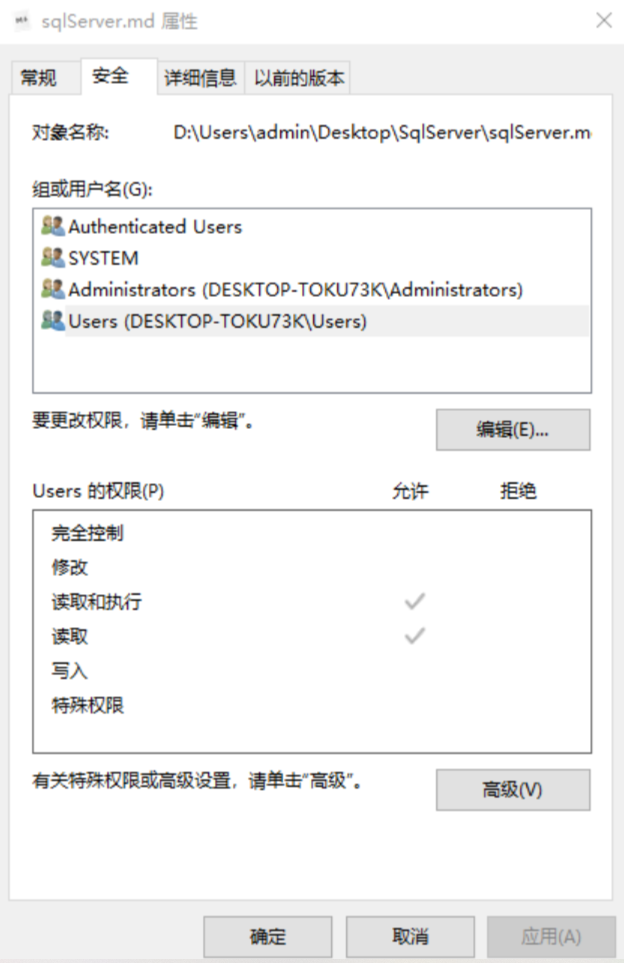 sqlServer.md 属性
常规 安全 详细信息 以前的版本
对象名称: D:\Users\admin\Desktop\SqlServer\sqlServer.m
组或用户名(G):
Authenticated Users
SYSTEM
Administrators (DESKTOP-TOKU73K\Administrators)
Users (DESKTOP-TOKU73K\Users)
要更改权限，请单击“编辑”。 编辑(E)...
Users 的权限(P) 允许 拒绝
完全控制
修改
读取和执行
读取
写入
特殊权限
有关特殊权限或高级设置，请单击“高级”。 高级(V)
确定 取消 应用(A)